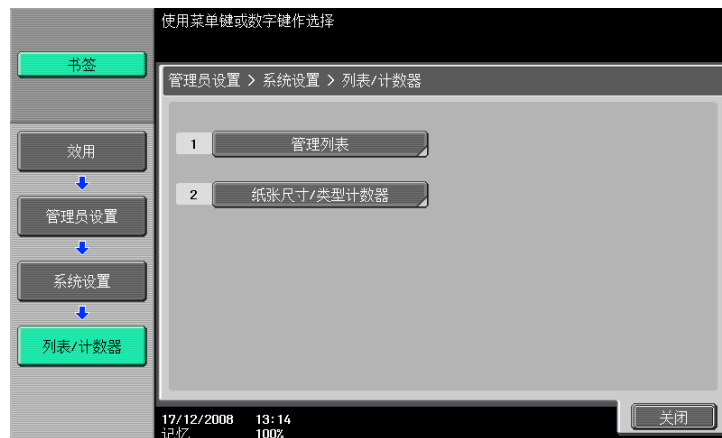 使用菜单键或数字键作选择
书签
管理员设置 > 系统设置 > 列表/计数器
效用
管理员设置
系统设置
列表/计数器
1 管理列表
2 纸张尺寸/类型计数器
17/12/2008 13:14
记忆 100%
关闭